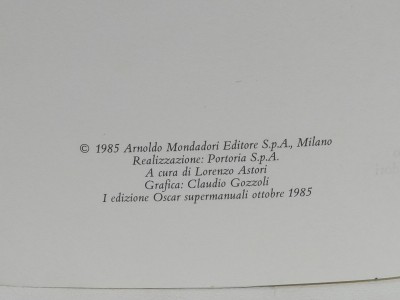 © 1985 Arnoldo Mondadori Editore S.p.A., Milano
Realizzazione: Portoria S.p.A.
A cura di Lorenzo Astori
Grafica: Claudio Gozzoli
I edizione Oscar supermanuali ottobre 1985